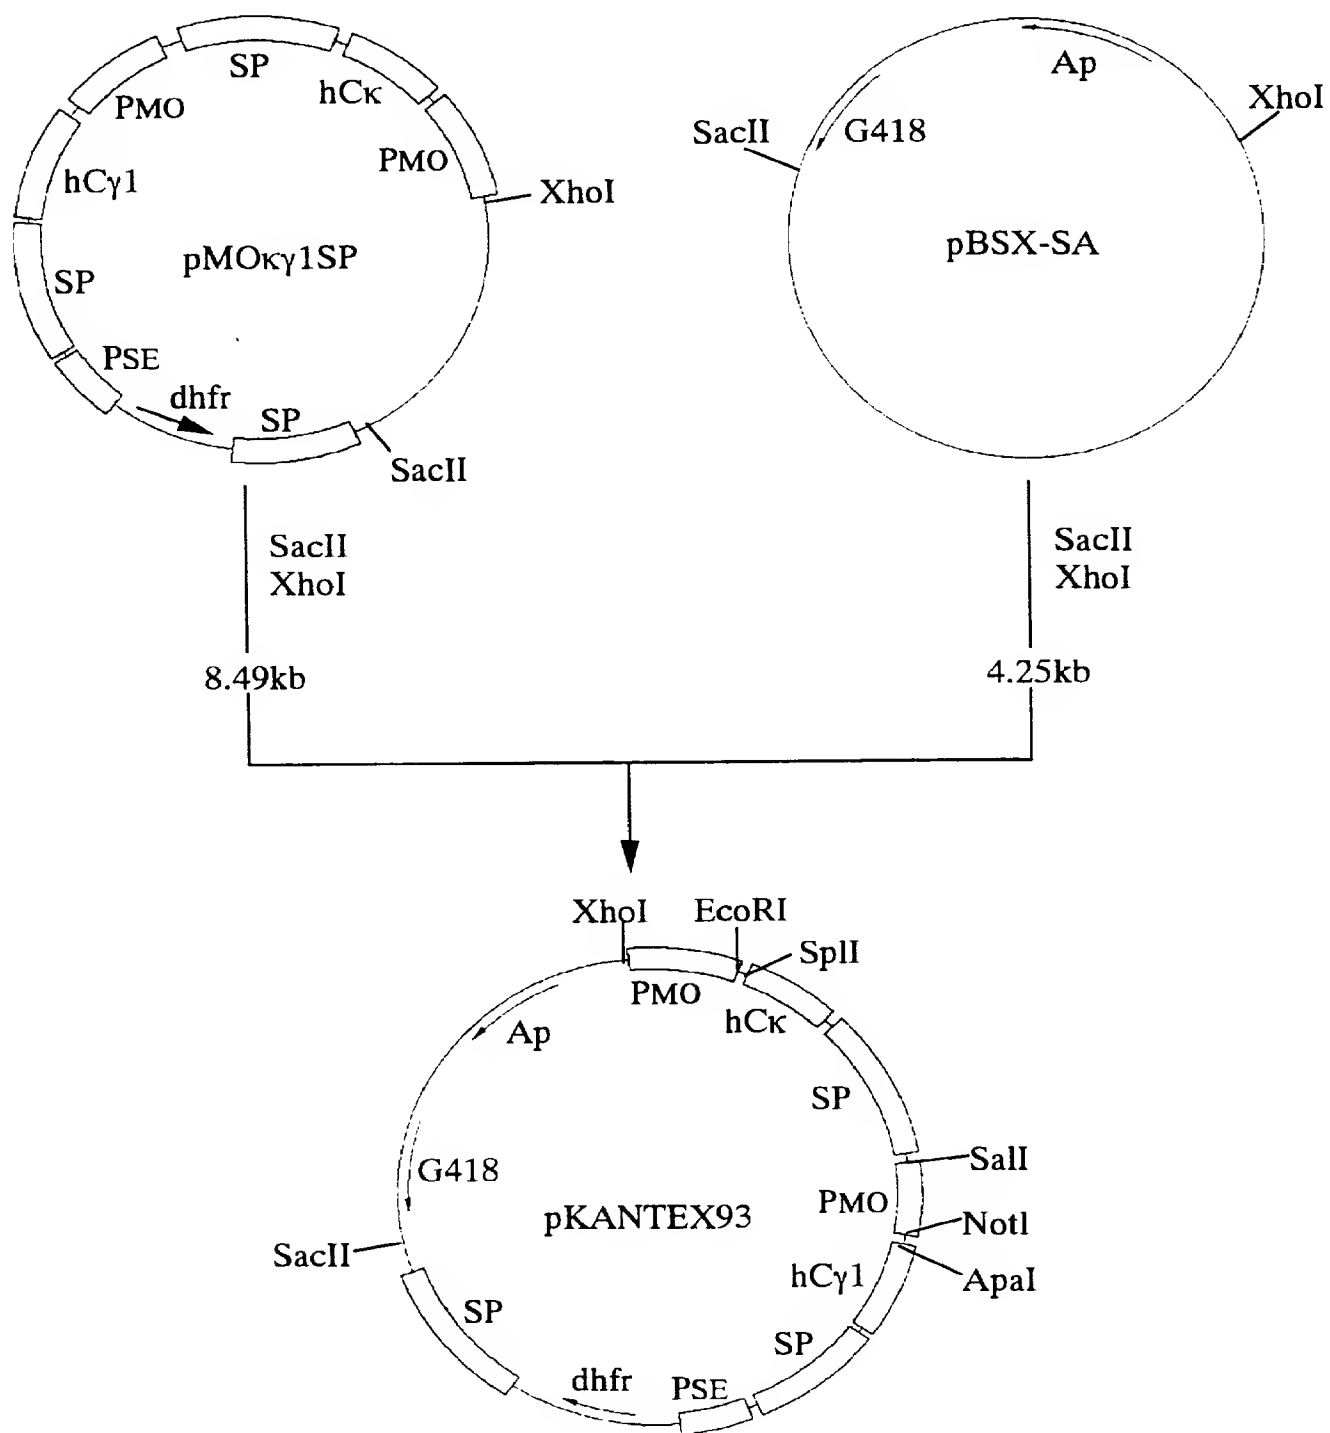 SP
hCκ
PMO
PMO
XhoI
hCγ1
pMOκγ1SP
SP
PSE
dhfr
SP
SacII
Ap
XhoI
SacII
G418
pBSX-SA
SacII
XhoI
8.49kb
SacII
XhoI
4.25kb
XhoI
EcoRI
SplI
PMO
hCκ
Ap
SP
SalI
G418
PMO
NotI
pKANTEX93
SacII
hCγ1
ApaI
SP
SP
dhfr
PSE